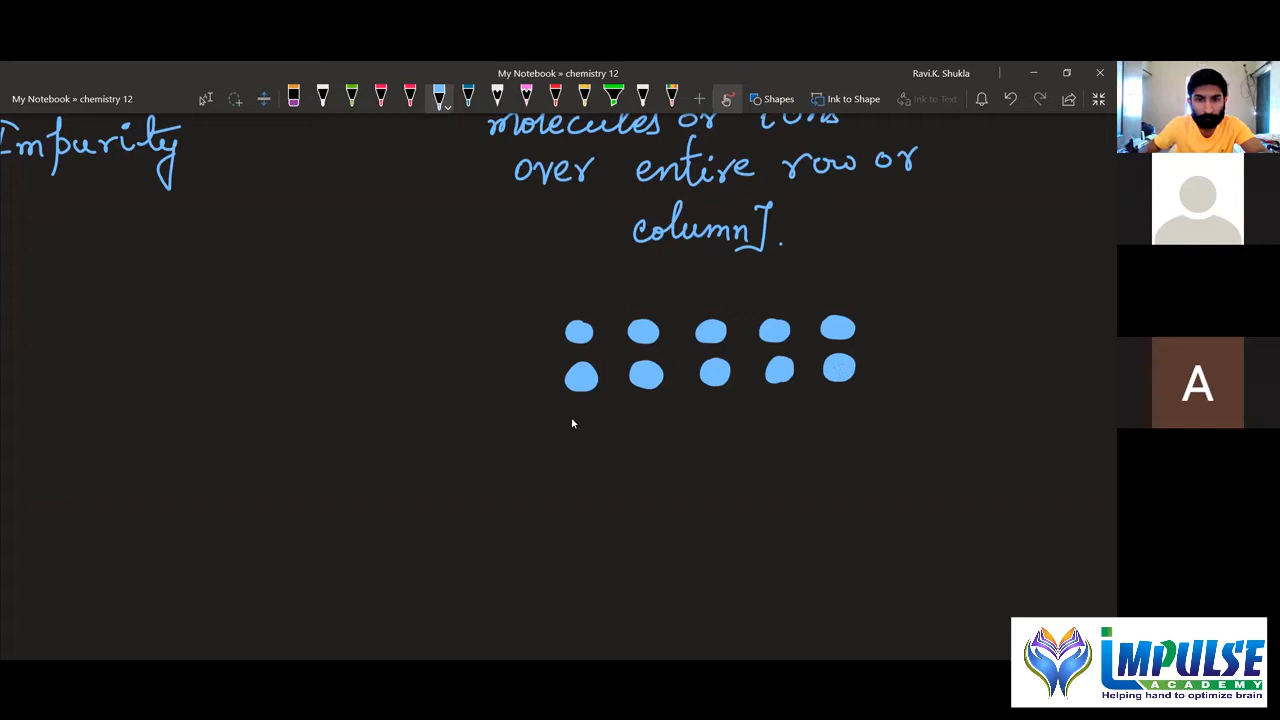 My Notebook » chemistry 12
Ravi.K. Shukla
My Notebook » chemistry 12
Shapes
Ink to Shape
Ink to Text
Impurity
molecules or ions
over entire row or
column].
A
iMPULSE
ACADEMY
Helping hand to optimize brain